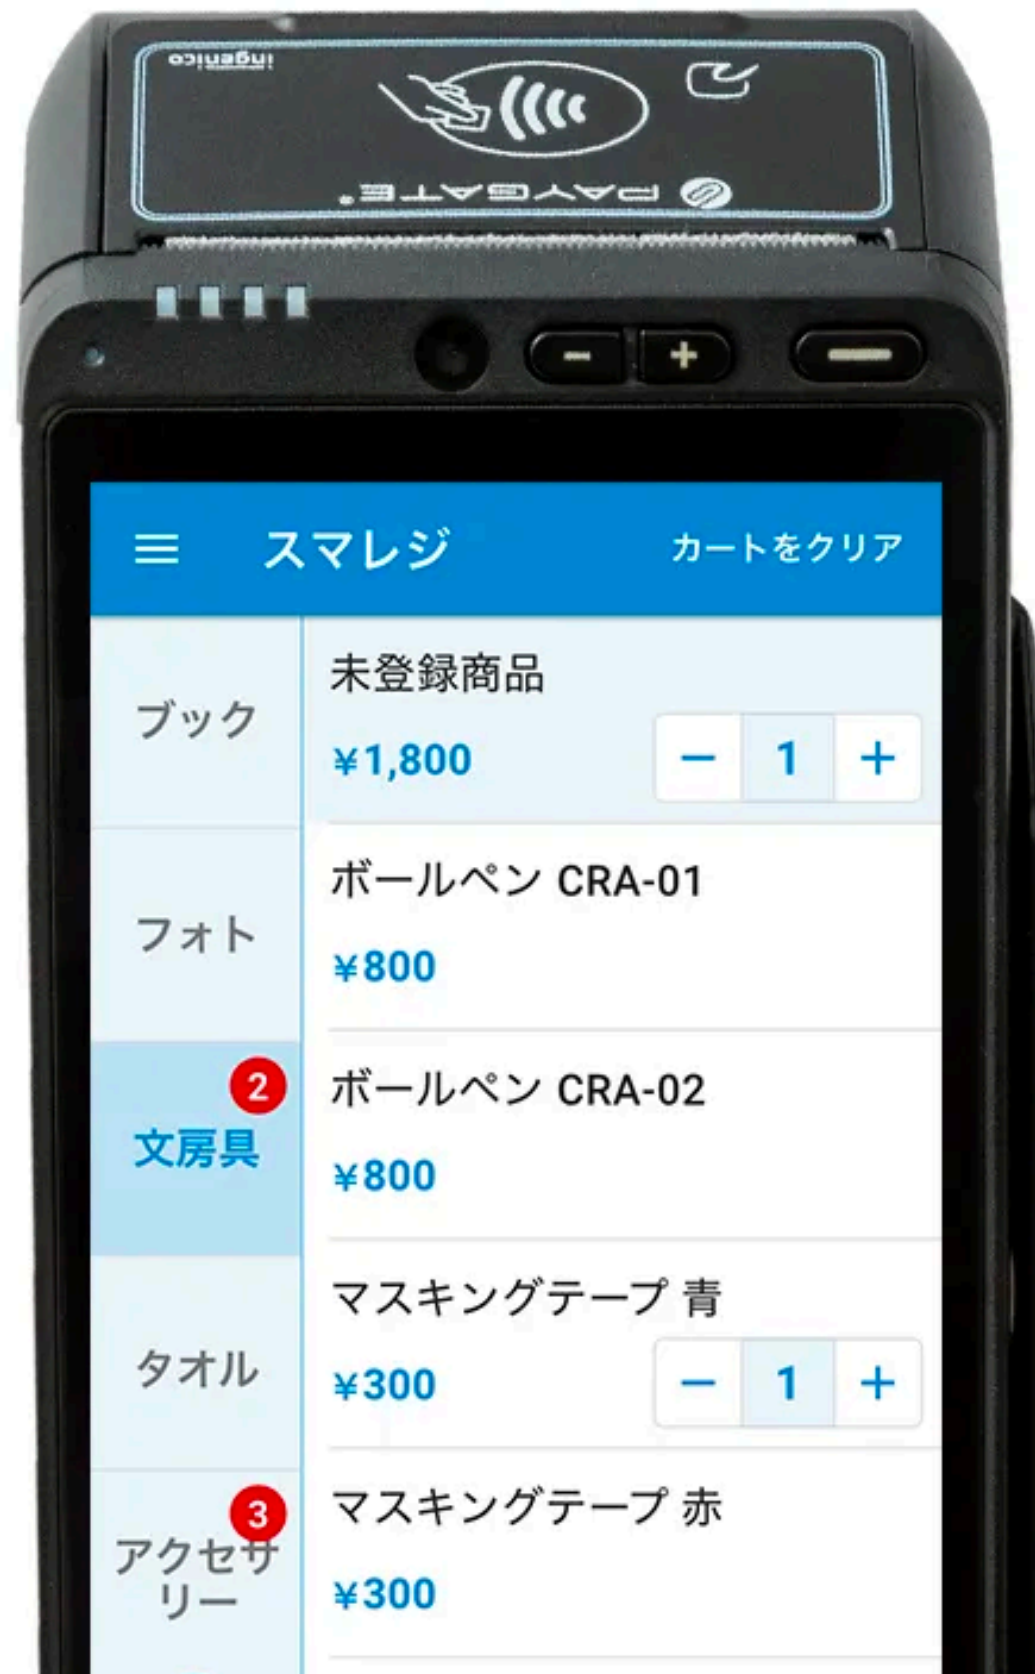 ingenico
PAYGATE
スマレジ
カートをクリア
ブック
フォト
2
文房具
タオル
3
アクセサ
リー
未登録商品
¥1,800
− 1 +
ボールペン CRA-01
¥800
ボールペン CRA-02
¥800
マスキングテープ 青
¥300
− 1 +
マスキングテープ 赤
¥300